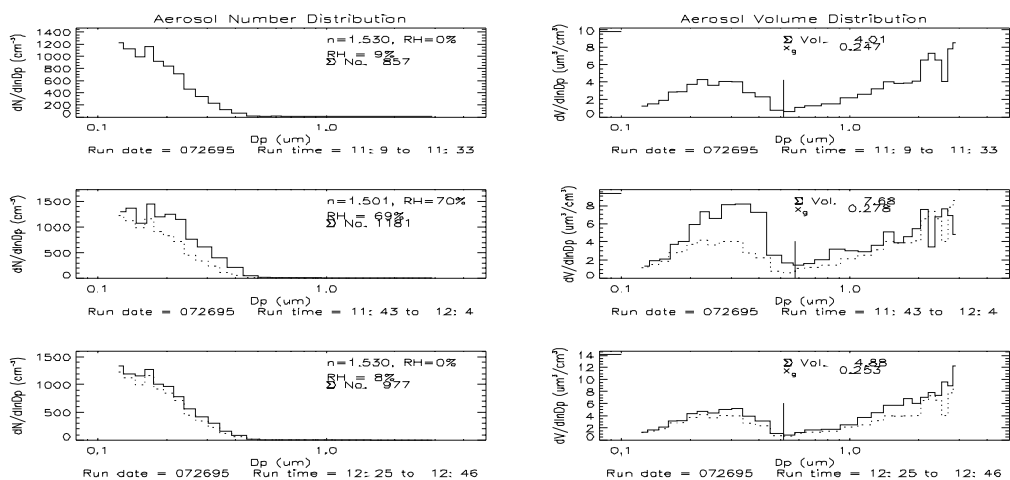 Aerosol Number Distribution
dN/dlnDp (cm⁻³)
1400
1200
1000
800
600
400
200
0
n=1.530, RH=0%
RH = 9%
Σ No. 857
0.1
1.0
Dp (um)
Run date = 072695 Run time = 11: 9 to 11: 33
Aerosol Volume Distribution
dV/dlnDp (um³/cm³)
10
8
6
4
2
0
Σ Vol. 4.01
x_g 0.247
0.1
1.0
Dp (um)
Run date = 072695 Run time = 11: 9 to 11: 33
dN/dlnDp (cm⁻³)
1500
1000
500
0
n=1.501, RH=70%
RH = 69%
Σ No. 1181
0.1
1.0
Dp (um)
Run date = 072695 Run time = 11: 43 to 12: 4
dV/dlnDp (um³/cm³)
8
6
4
2
0
Σ Vol. 7.68
x_g 0.278
0.1
1.0
Dp (um)
Run date = 072695 Run time = 11: 43 to 12: 4
dN/dlnDp (cm⁻³)
1500
1000
500
0
n=1.530, RH=0%
RH = 8%
Σ No. 977
0.1
1.0
Dp (um)
Run date = 072695 Run time = 12: 25 to 12: 46
dV/dlnDp (um³/cm³)
14
12
10
8
6
4
2
0
Σ Vol. 4.88
x_g 0.253
0.1
1.0
Dp (um)
Run date = 072695 Run time = 12: 25 to 12: 46